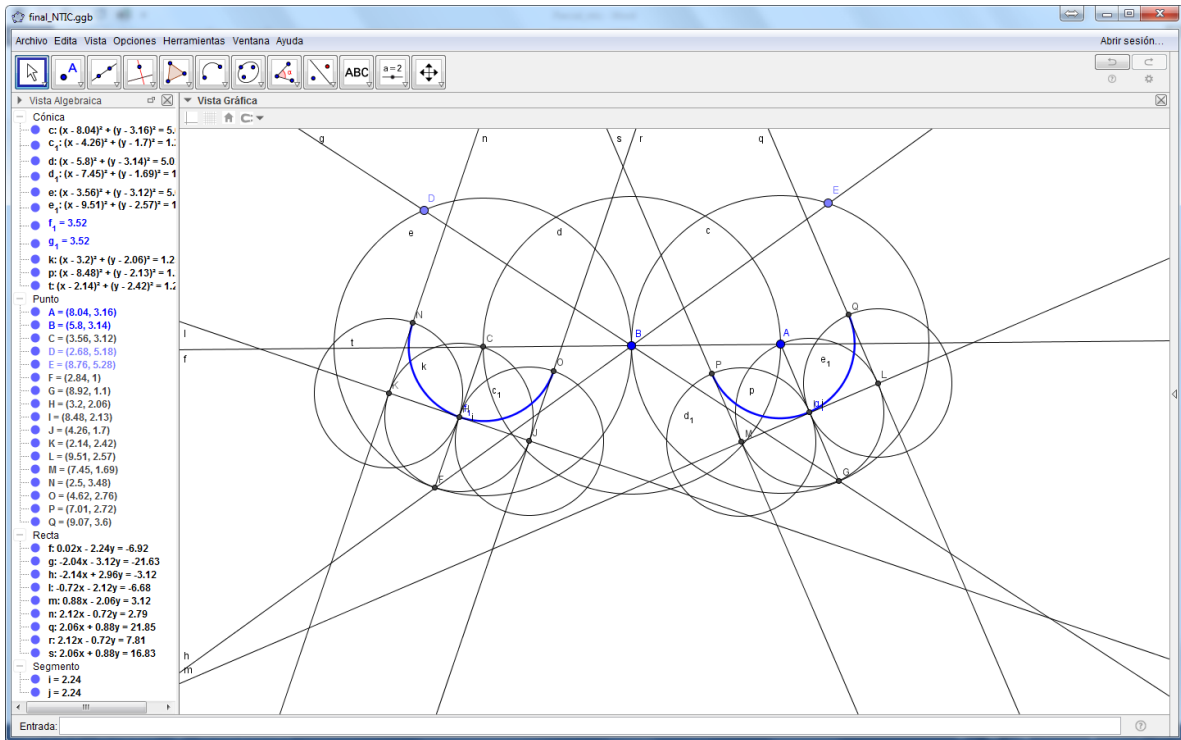 final_NTIC.ggb
Archivo Edita Vista Opciones Herramientas Ventana Ayuda
Abrir sesión...
ABC
a=2
Vista Algebraica
Vista Gráfica
Cónica
c: (x - 8.04)² + (y - 3.16)² = 5.
c₁: (x - 4.26)² + (y - 1.7)² = 1.
d: (x - 5.8)² + (y - 3.14)² = 5.0
d₁: (x - 7.45)² + (y - 1.69)² = 1
e: (x - 3.56)² + (y - 3.12)² = 5.
e₁: (x - 9.51)² + (y - 2.57)² = 1
f₁ = 3.52
g₁ = 3.52
k: (x - 3.2)² + (y - 2.06)² = 1.2
p: (x - 8.48)² + (y - 2.13)² = 1.
t: (x - 2.14)² + (y - 2.42)² = 1.2
Punto
A = (8.04, 3.16)
B = (5.8, 3.14)
C = (3.56, 3.12)
D = (2.68, 5.18)
E = (8.76, 5.28)
F = (2.84, 1)
G = (8.92, 1.1)
H = (3.2, 2.06)
I = (8.48, 2.13)
J = (4.26, 1.7)
K = (2.14, 2.42)
L = (9.51, 2.57)
M = (7.45, 1.69)
N = (2.5, 3.48)
O = (4.62, 2.76)
P = (7.01, 2.72)
Q = (9.07, 3.6)
Recta
f: 0.02x - 2.24y = -6.92
g: -2.04x - 3.12y = -21.63
h: -2.14x + 2.96y = -3.12
l: -0.72x - 2.12y = -6.68
m: 0.88x - 2.06y = 3.12
n: 2.12x - 0.72y = 2.79
q: 2.06x + 0.88y = 21.85
r: 2.12x - 0.72y = 7.81
s: 2.06x + 0.88y = 16.83
Segmento
i = 2.24
j = 2.24
g
n
s
r
q
D
E
e
d
c
N
Q
l
t
C
B
A
f
k
O
P
e₁
K
c₁
p
L
d₁
J
M
F
G
h
m
Entrada: